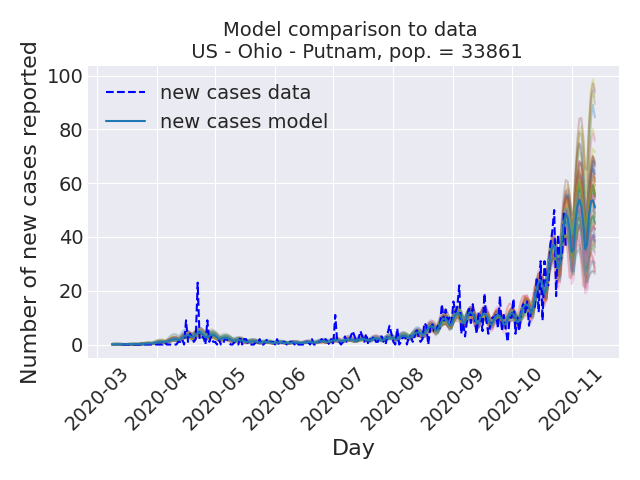 Model comparison to data
US - Ohio - Putnam, pop. = 33861
Number of new cases reported
100
80
60
40
20
0
new cases data
new cases model
2020-03
2020-04
2020-05
2020-06
2020-07
2020-08
2020-09
2020-10
2020-11
Day